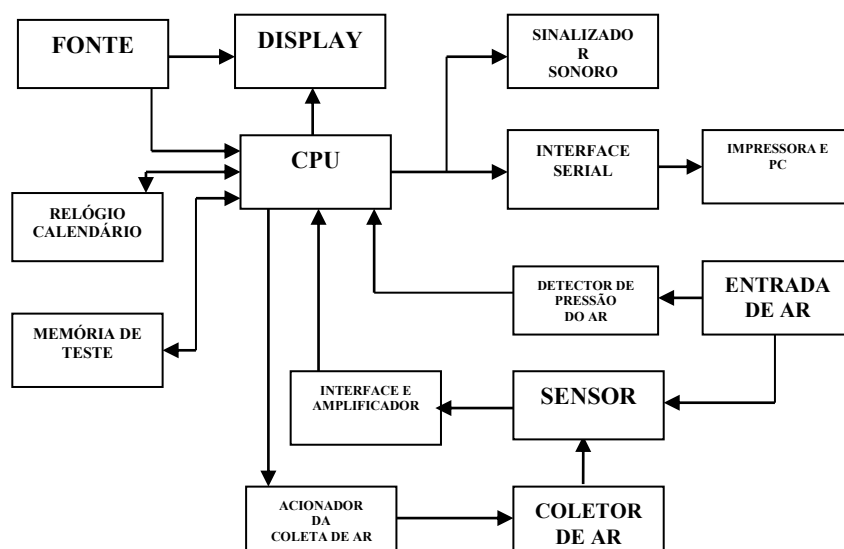 FONTE
DISPLAY
SINALIZADO
R
SONORO
CPU
INTERFACE
SERIAL
IMPRESSORA E
PC
RELÓGIO
CALENDÁRIO
DETECTOR DE
PRESSÃO
DO AR
ENTRADA
DE AR
MEMÓRIA DE
TESTE
INTERFACE E
AMPLIFICADOR
SENSOR
ACIONADOR
DA
COLETA DE AR
COLETOR
DE AR